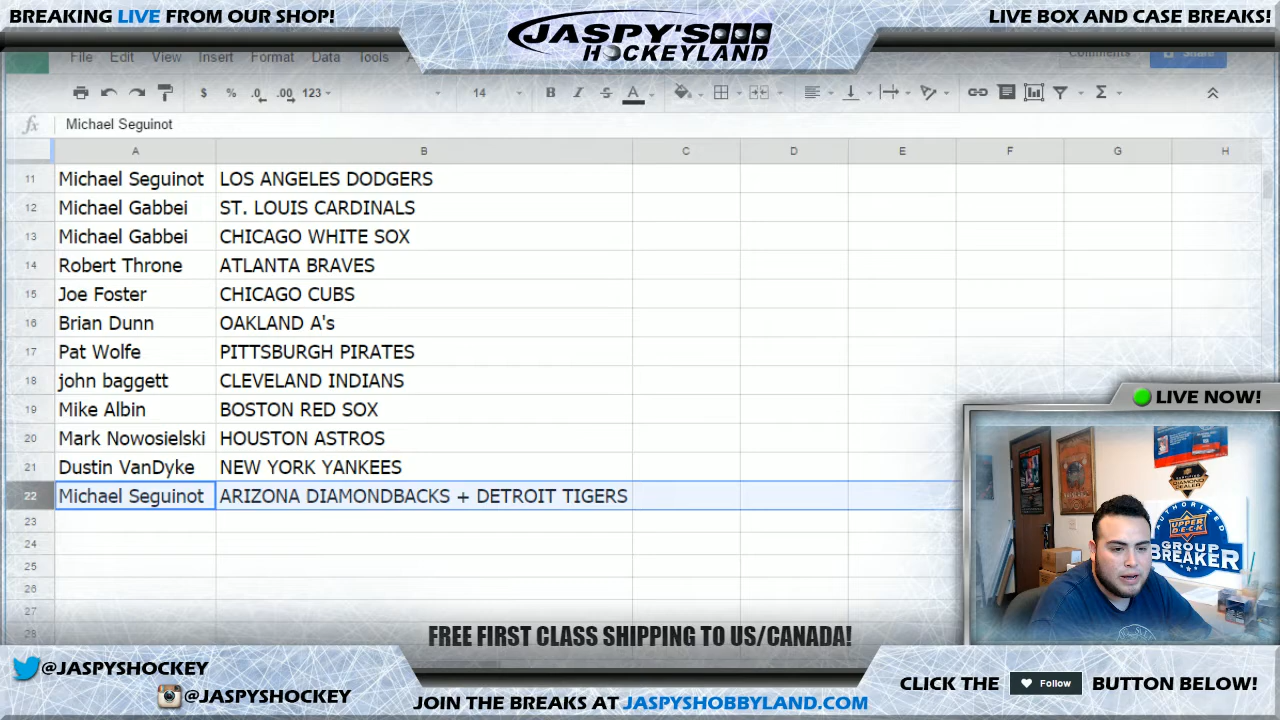 BREAKING LIVE FROM OUR SHOP!
JASPY'S
HOCKEYLAND
LIVE BOX AND CASE BREAKS!
File Edit View Insert Format Data Tools
Comments
$ % .0 .00 123 14 B I S A Σ
fx Michael Seguinot
A B C D E F G H
11 Michael Seguinot LOS ANGELES DODGERS
12 Michael Gabbei ST. LOUIS CARDINALS
13 Michael Gabbei CHICAGO WHITE SOX
14 Robert Throne ATLANTA BRAVES
15 Joe Foster CHICAGO CUBS
16 Brian Dunn OAKLAND A's
17 Pat Wolfe PITTSBURGH PIRATES
18 john baggett CLEVELAND INDIANS
19 Mike Albin BOSTON RED SOX
20 Mark Nowosielski HOUSTON ASTROS
21 Dustin VanDyke NEW YORK YANKEES
22 Michael Seguinot ARIZONA DIAMONDBACKS + DETROIT TIGERS
23
24
25
26
27
28
LIVE NOW!
DIAMOND
DEALER
AUTHORIZED
UPPER
DECK
GROUP
BREAKER
FREE FIRST CLASS SHIPPING TO US/CANADA!
@JASPYSHOCKEY
@JASPYSHOCKEY
JOIN THE BREAKS AT JASPYSHOBBYLAND.COM
CLICK THE Follow BUTTON BELOW!